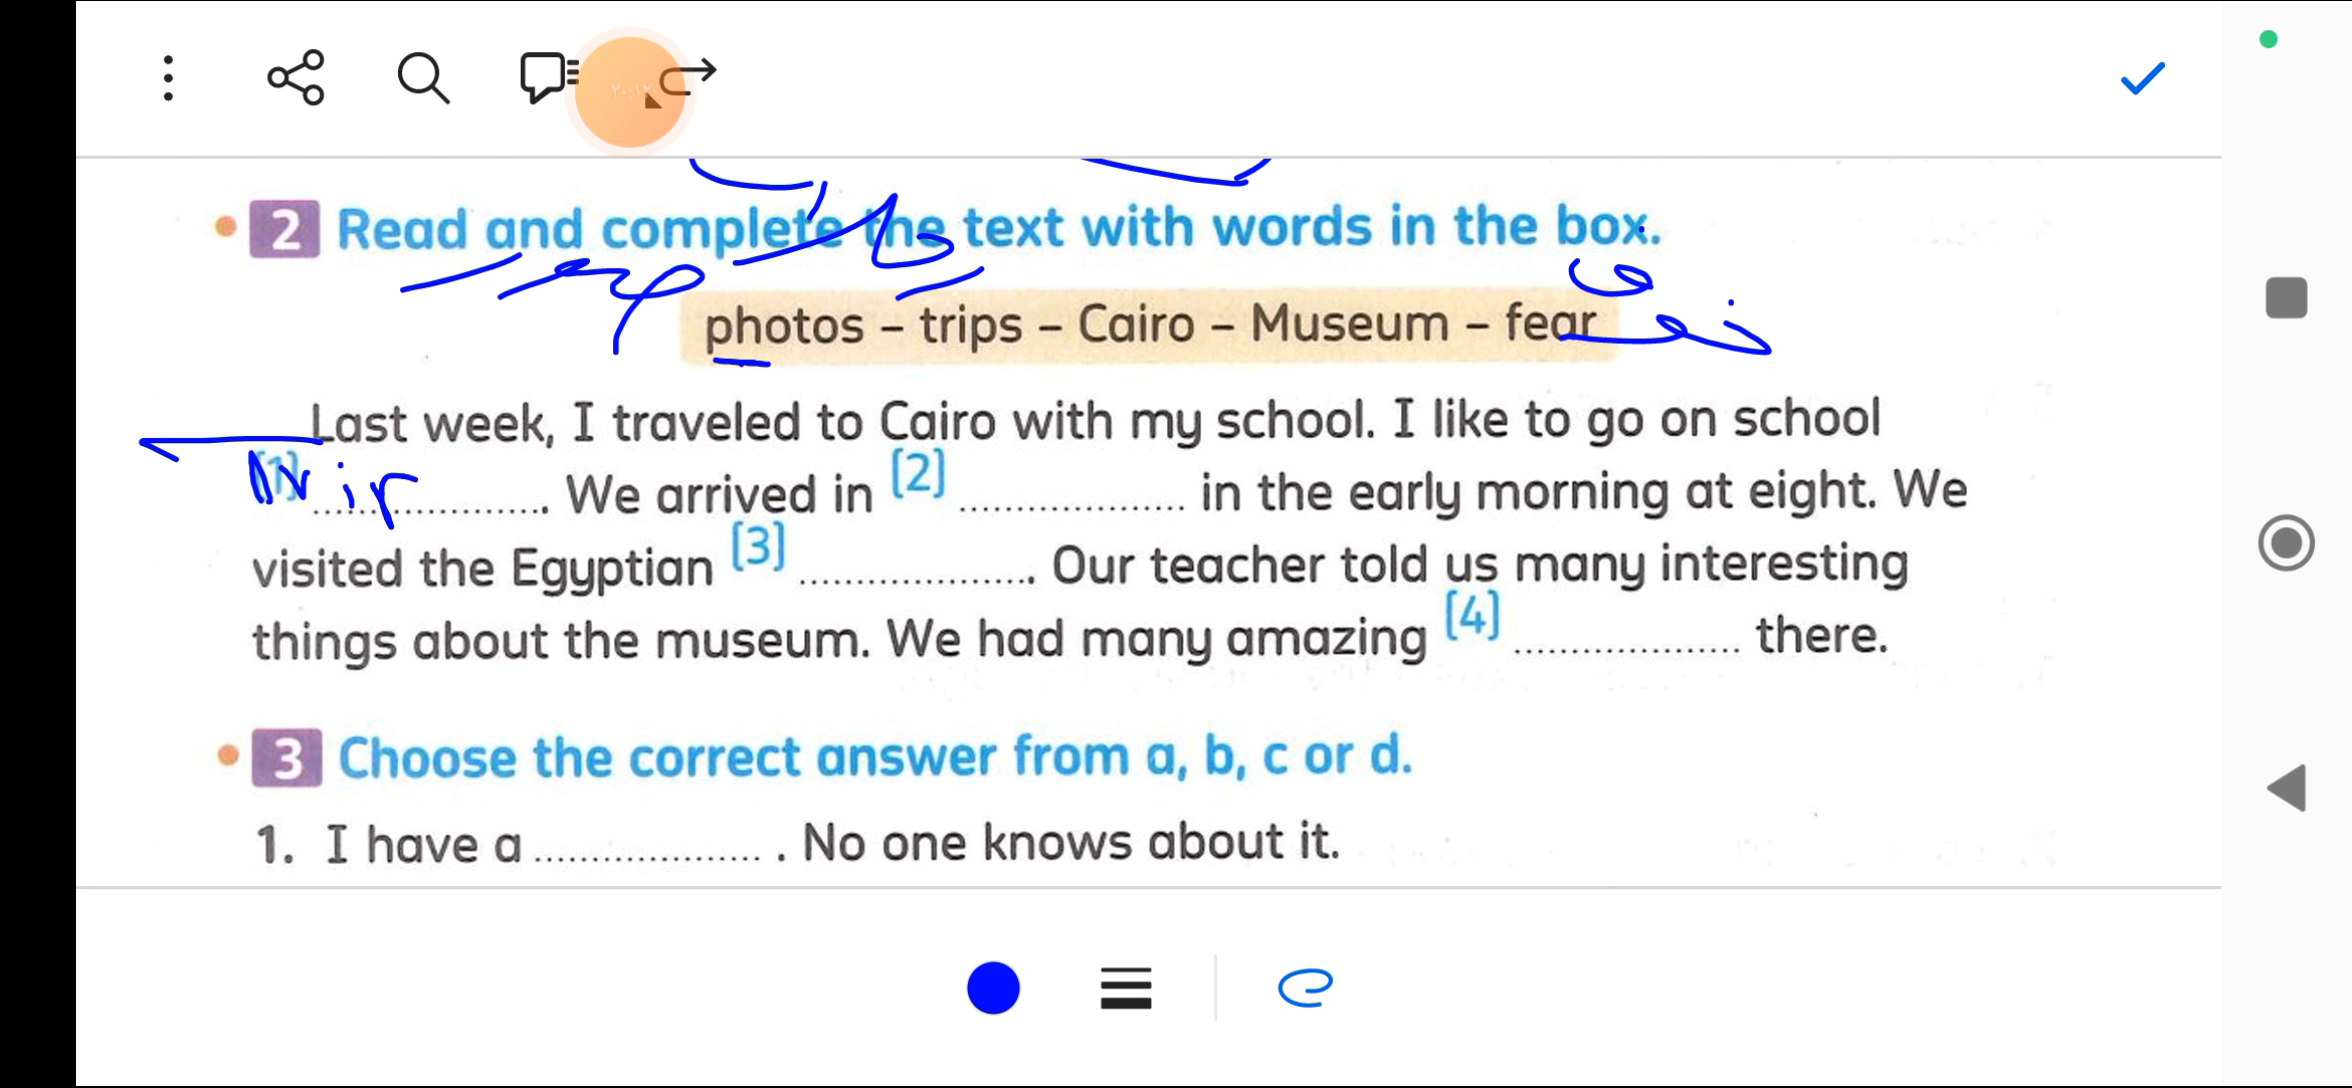 ٢٠:١٢
2 Read and complete the text with words in the box.
photos – trips – Cairo – Museum – fear
Last week, I traveled to Cairo with my school. I like to go on school
[1] .................... . We arrived in [2] .................... in the early morning at eight. We
visited the Egyptian [3] .................... . Our teacher told us many interesting
things about the museum. We had many amazing [4] .................... there.
3 Choose the correct answer from a, b, c or d.
1. I have a .................... . No one knows about it.